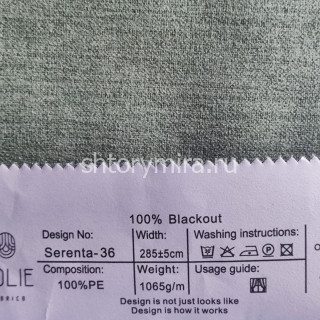 shtorymira.ru
100% Blackout
Design No: Width: Washing instructions:
Serenta-36 285±5cm
Composition: Weight: Usage guide:
100%PE 1065g/m
Design is not just looks like
Design is how it works
OLIE
BRICO